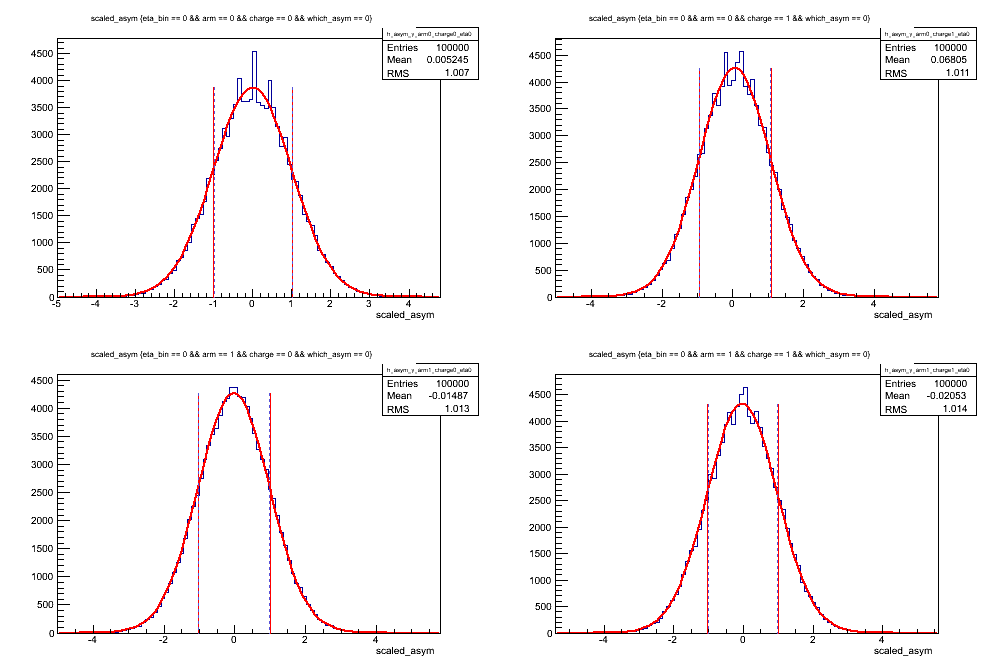 scaled_asym {eta_bin == 0 && arm == 0 && charge == 0 && which_asym == 0}
h_asym_y_arm0_charge0_eta0
Entries 100000
Mean 0.005245
RMS 1.007
4500
4000
3500
3000
2500
2000
1500
1000
500
0
-5 -4 -3 -2 -1 0 1 2 3 4
scaled_asym
scaled_asym {eta_bin == 0 && arm == 0 && charge == 1 && which_asym == 0}
h_asym_y_arm0_charge1_eta0
Entries 100000
Mean 0.06805
RMS 1.011
4500
4000
3500
3000
2500
2000
1500
1000
500
0
-4 -2 0 2 4
scaled_asym
scaled_asym {eta_bin == 0 && arm == 1 && charge == 0 && which_asym == 0}
h_asym_y_arm1_charge0_eta0
Entries 100000
Mean -0.01487
RMS 1.013
4500
4000
3500
3000
2500
2000
1500
1000
500
0
-4 -2 0 2 4
scaled_asym
scaled_asym {eta_bin == 0 && arm == 1 && charge == 1 && which_asym == 0}
h_asym_y_arm1_charge1_eta0
Entries 100000
Mean -0.02053
RMS 1.014
4500
4000
3500
3000
2500
2000
1500
1000
500
0
-4 -2 0 2 4
scaled_asym